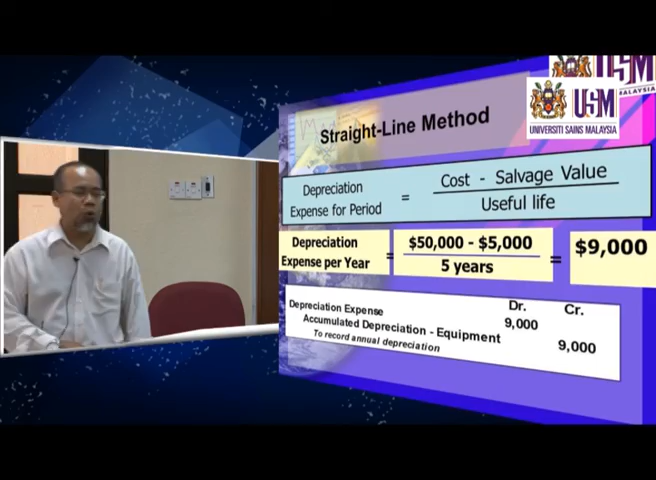 USM
MALAYSIA
USM
UNIVERSITI SAINS MALAYSIA
Straight-Line Method
Depreciation
Expense for Period
=
Cost - Salvage Value
Useful life
Depreciation
Expense per Year
=
$50,000 - $5,000
5 years
=
$9,000
Dr. Cr.
Depreciation Expense 9,000
Accumulated Depreciation - Equipment 9,000
To record annual depreciation